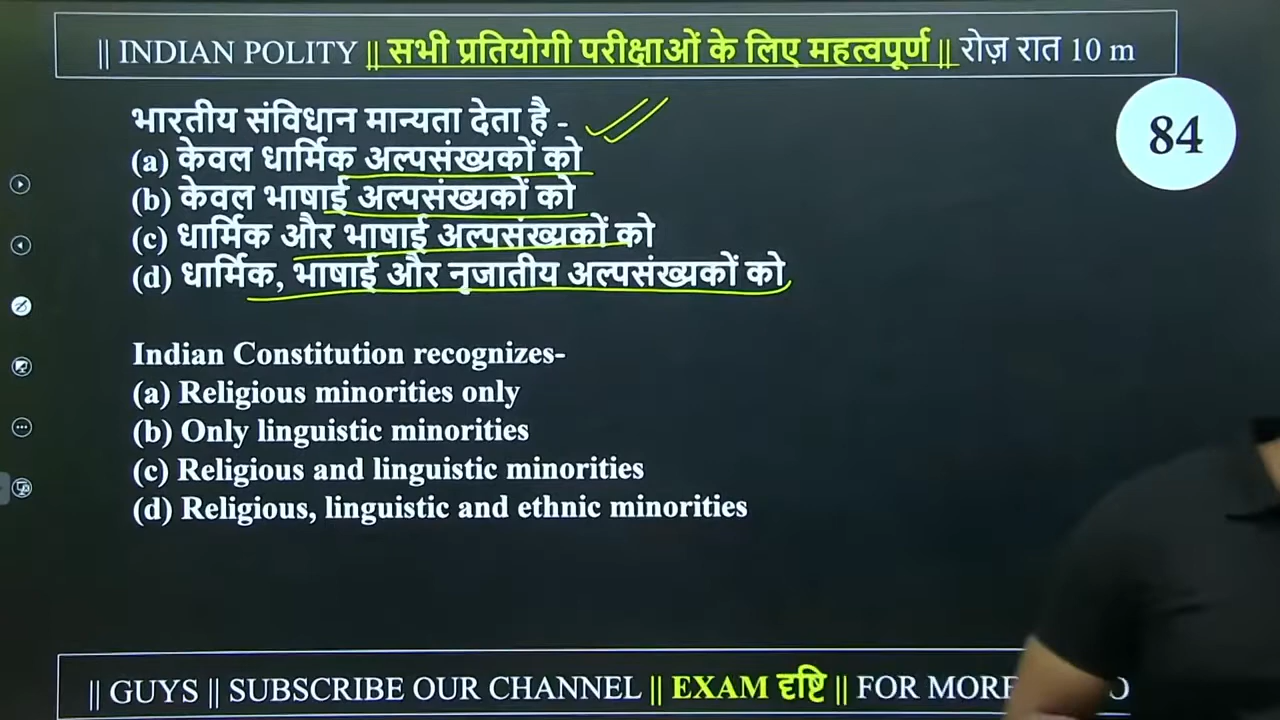 || INDIAN POLITY || सभी प्रतियोगी परीक्षाओं के लिए महत्वपूर्ण || रोज़ रात 10 m
84
भारतीय संविधान मान्यता देता है -
(a) केवल धार्मिक अल्पसंख्यकों को
(b) केवल भाषाई अल्पसंख्यकों को
(c) धार्मिक और भाषाई अल्पसंख्यकों को
(d) धार्मिक, भाषाई और नृजातीय अल्पसंख्यकों को
Indian Constitution recognizes-
(a) Religious minorities only
(b) Only linguistic minorities
(c) Religious and linguistic minorities
(d) Religious, linguistic and ethnic minorities
|| GUYS || SUBSCRIBE OUR CHANNEL || EXAM दृष्टि || FOR MORE